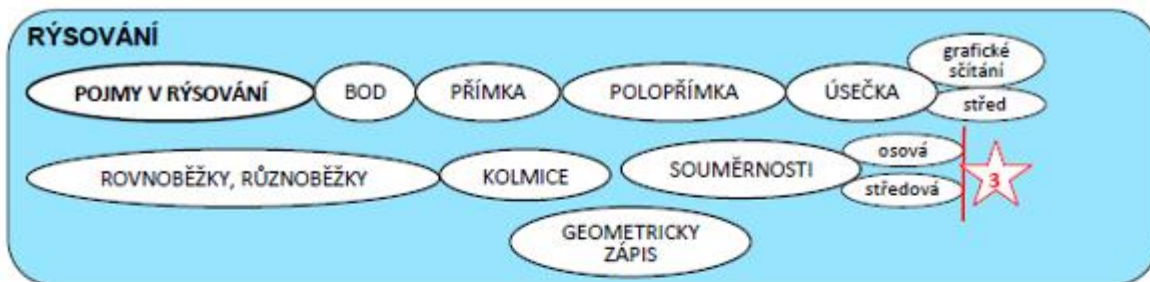 RÝSOVÁNÍ
POJMY V RÝSOVÁNÍ
BOD
PŘÍMKA
POLOPŘÍMKA
ÚSEČKA
grafické
sčítání
střed
ROVNOBĚŽKY, RŮZNOBĚŽKY
KOLMICE
SOUMĚRNOSTI
osová
středová
3
GEOMETRICKY
ZÁPIS